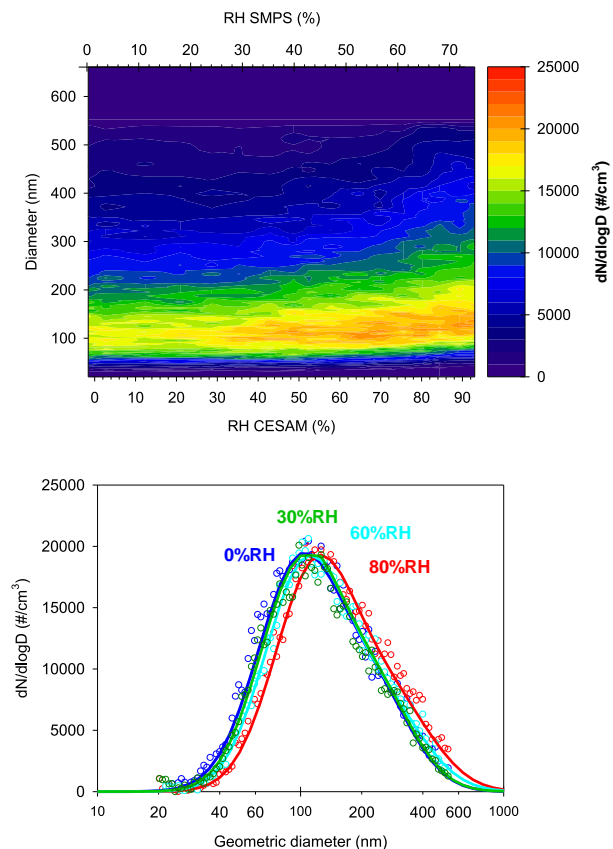 RH SMPS (%)
0 10 20 30 40 50 60 70
600
500
400
300
200
100
Diameter (nm)
0 10 20 30 40 50 60 70 80 90
RH CESAM (%)
25000
20000
15000
10000
5000
0
dN/dlogD (#/cm³)
25000
20000
15000
10000
5000
0
dN/dlogD (#/cm³)
30%RH
60%RH
0%RH
80%RH
10 20 40 60 100 200 400 600 1000
Geometric diameter (nm)